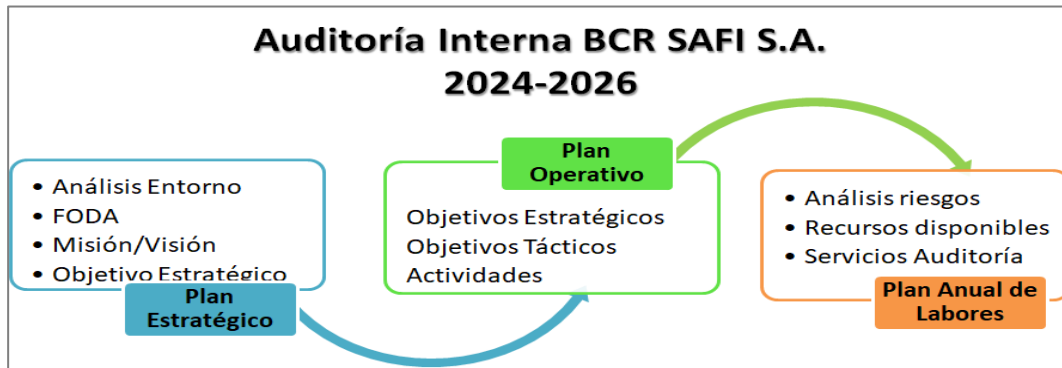 Auditoría Interna BCR SAFI S.A.
2024-2026
• Análisis Entorno
• FODA
• Misión/Visión
• Objetivo Estratégico
Plan
Estratégico
Plan
Operativo
Objetivos Estratégicos
Objetivos Tácticos
Actividades
• Análisis riesgos
• Recursos disponibles
• Servicios Auditoría
Plan Anual de
Labores